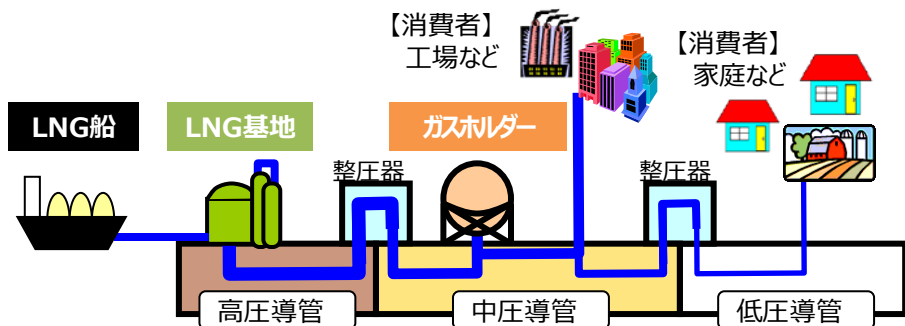 【消費者】
工場など
【消費者】
家庭など
LNG船
LNG基地
ガスホルダー
整圧器
整圧器
高圧導管
中圧導管
低圧導管